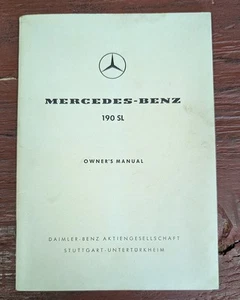 MERCEDES-BENZ
190 SL
OWNER'S MANUAL
DAIMLER-BENZ AKTIENGESELLSCHAFT
STUTTGART-UNTERTÜRKHEIM